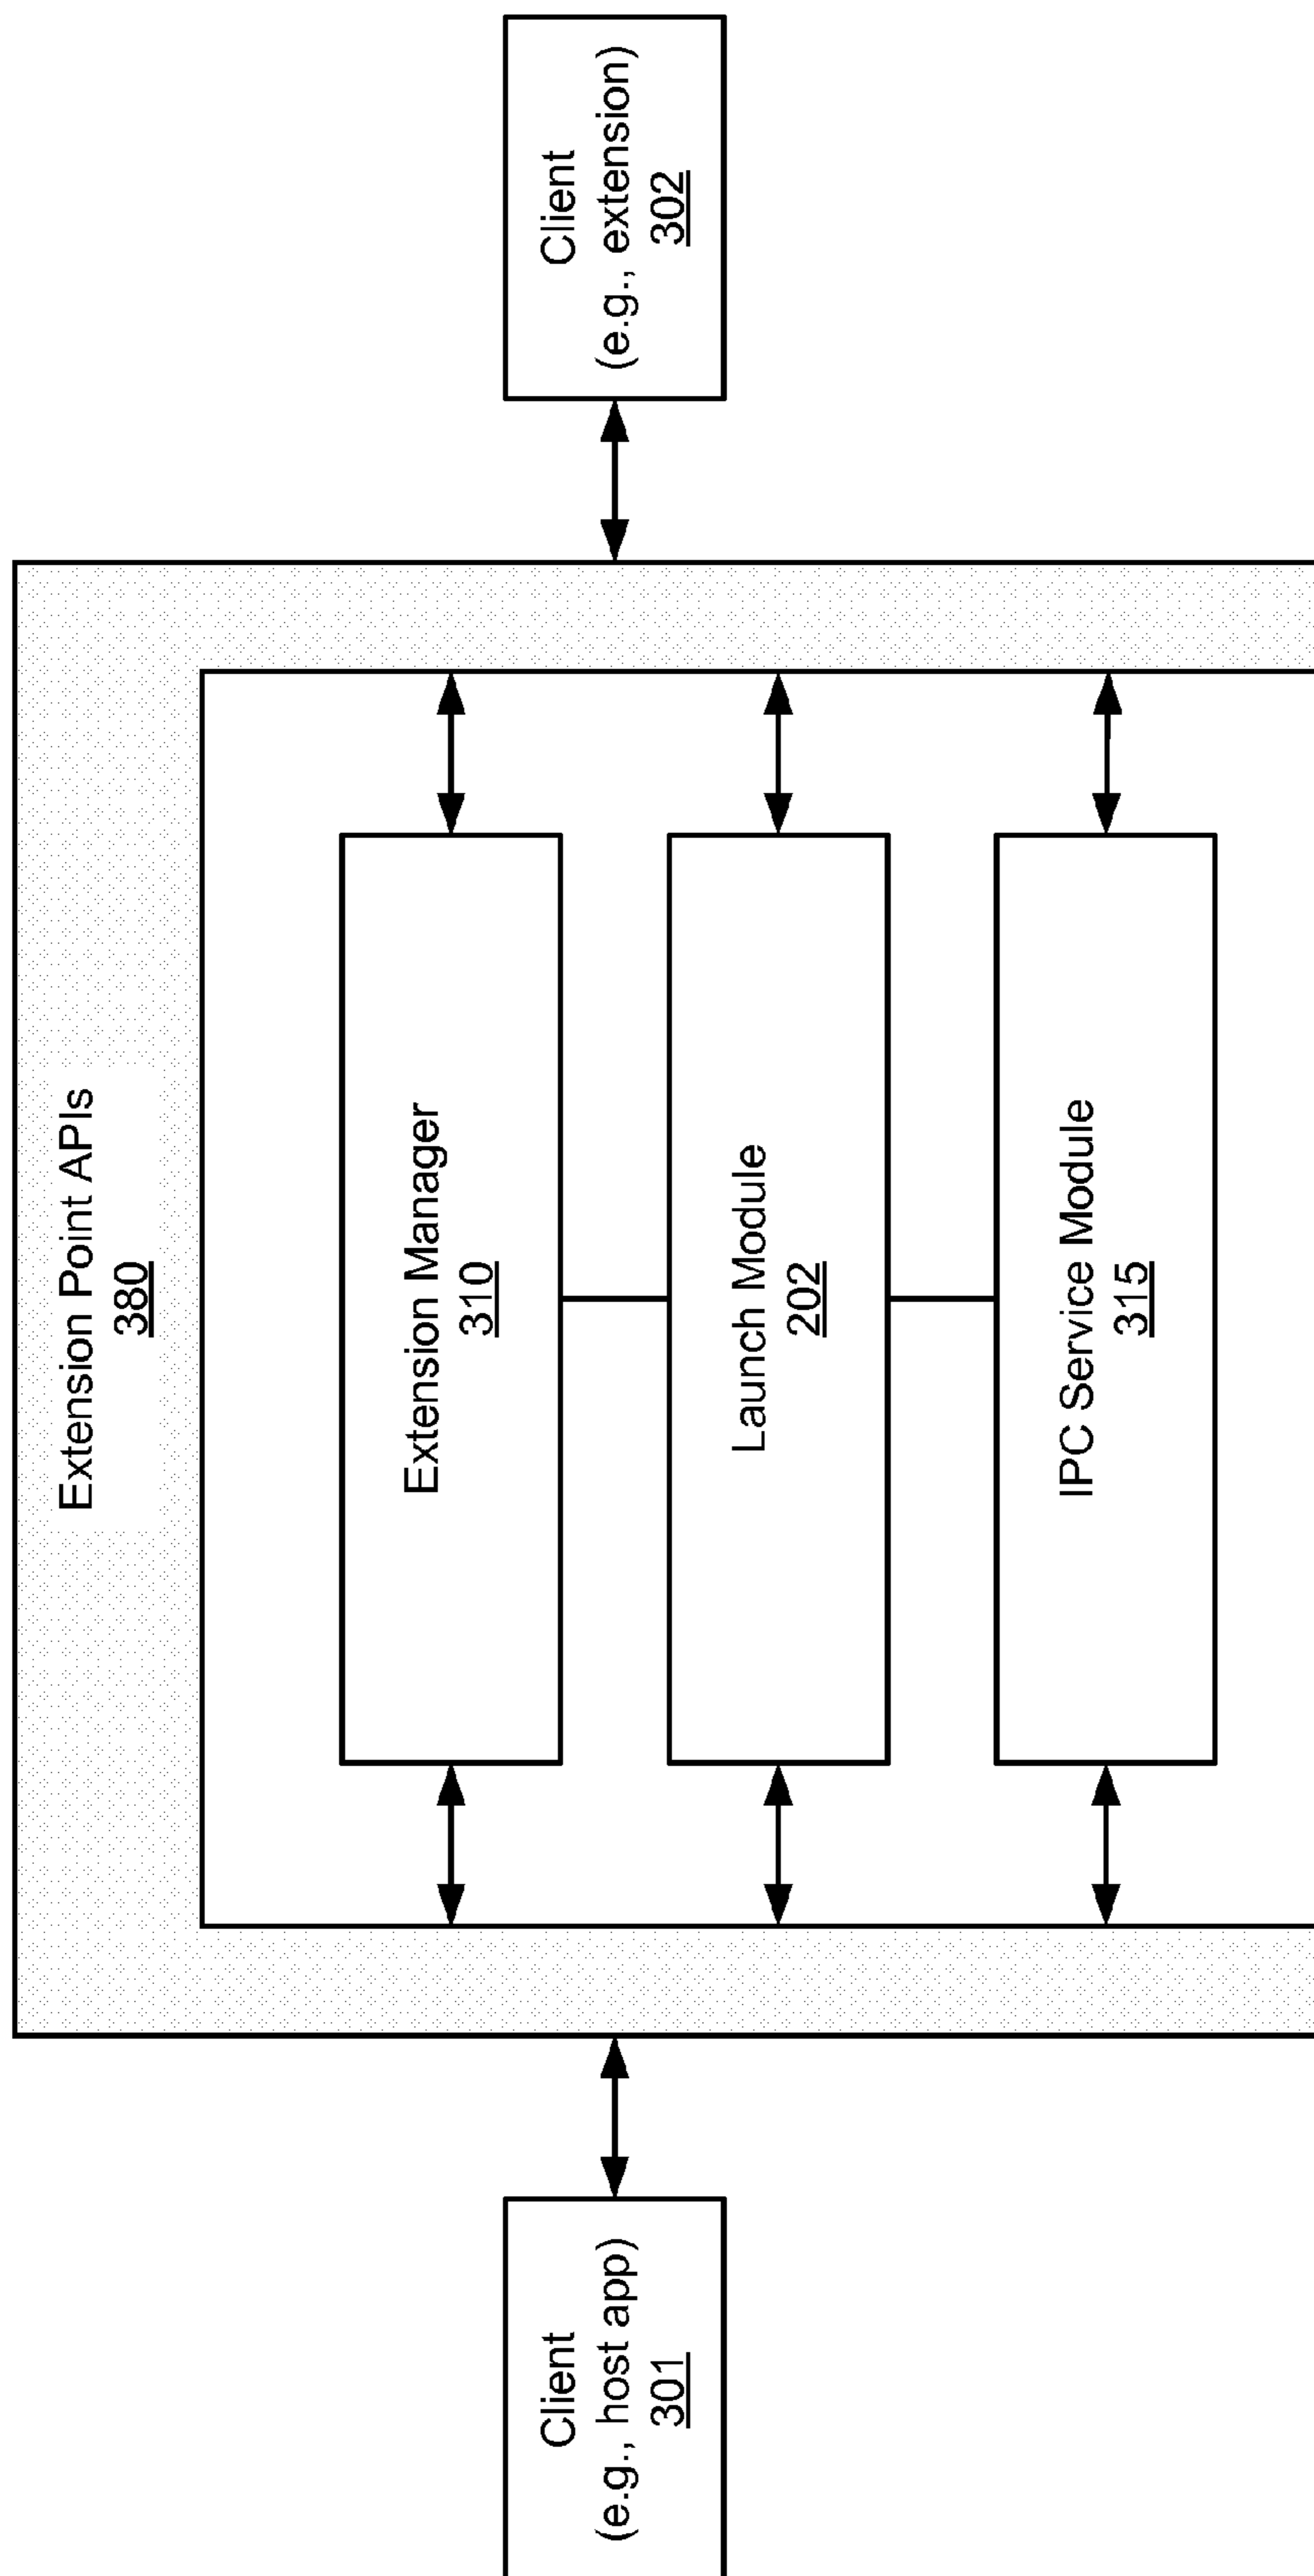 Extension Point APIs
380
Client
(e.g., host app)
301
Extension Manager
310
Launch Module
202
IPC Service Module
315
Client
(e.g., extension)
302